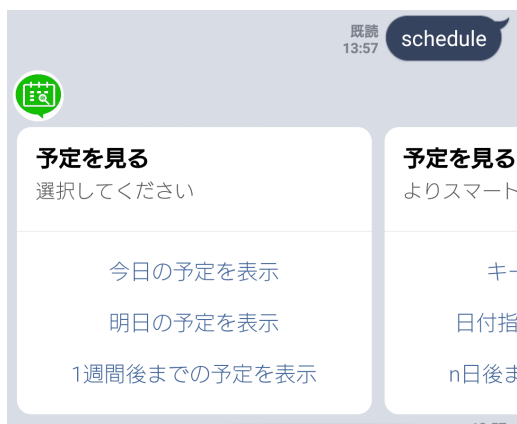 既読
13:57
schedule
予定を見る
選択してください
今日の予定を表示
明日の予定を表示
1週間後までの予定を表示
予定を見る
よりスマート
キー
日付指
n日後ま